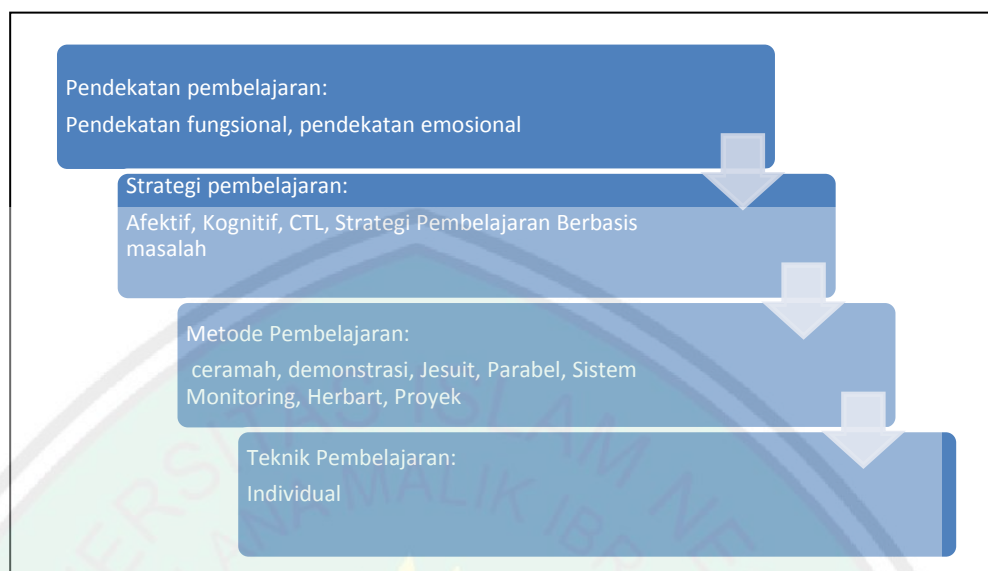 Pendekatan pembelajaran:
Pendekatan fungsional, pendekatan emosional
Strategi pembelajaran:
Afektif, Kognitif, CTL, Strategi Pembelajaran Berbasis
masalah
Metode Pembelajaran:
ceramah, demonstrasi, Jesuit, Parabel, Sistem
Monitoring, Herbart, Proyek
Teknik Pembelajaran:
Individual